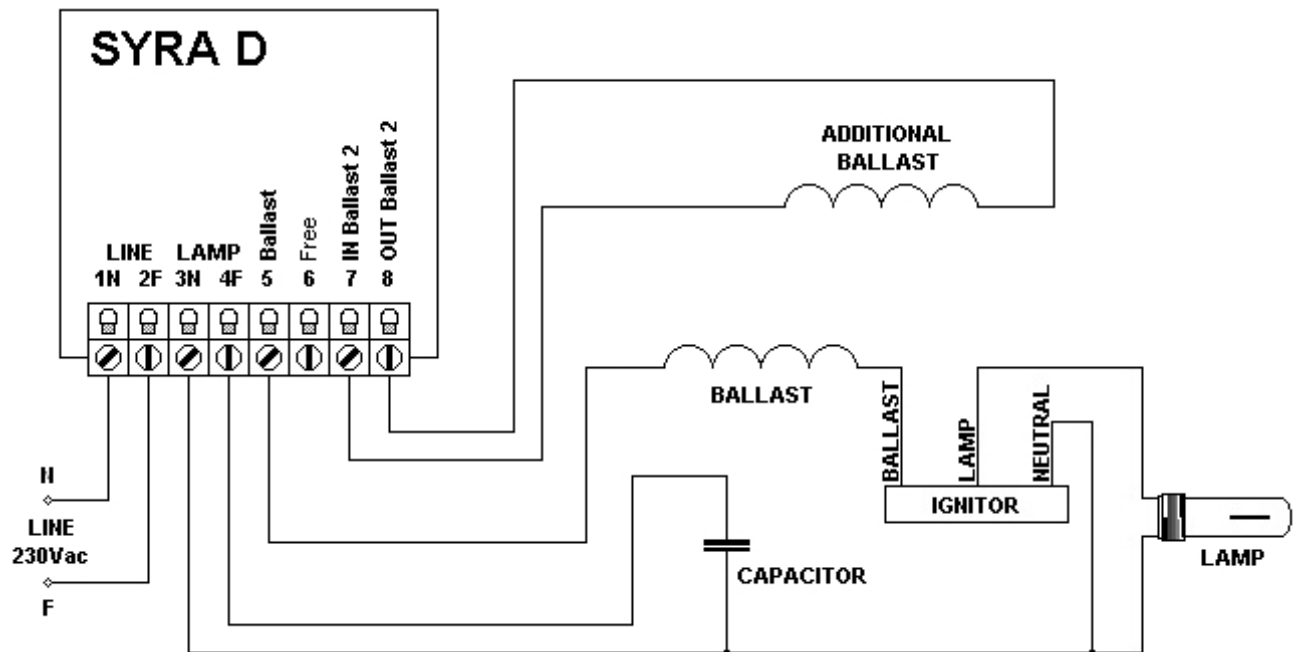 SYRA D
ADDITIONAL
BALLAST
Ballast
Free
IN Ballast 2
OUT Ballast 2
LINE LAMP
1N 2F 3N 4F 5 6 7 8
BALLAST
BALLAST
LAMP
NEUTRAL
IGNITOR
N
LINE
230Vac
F
CAPACITOR
LAMP